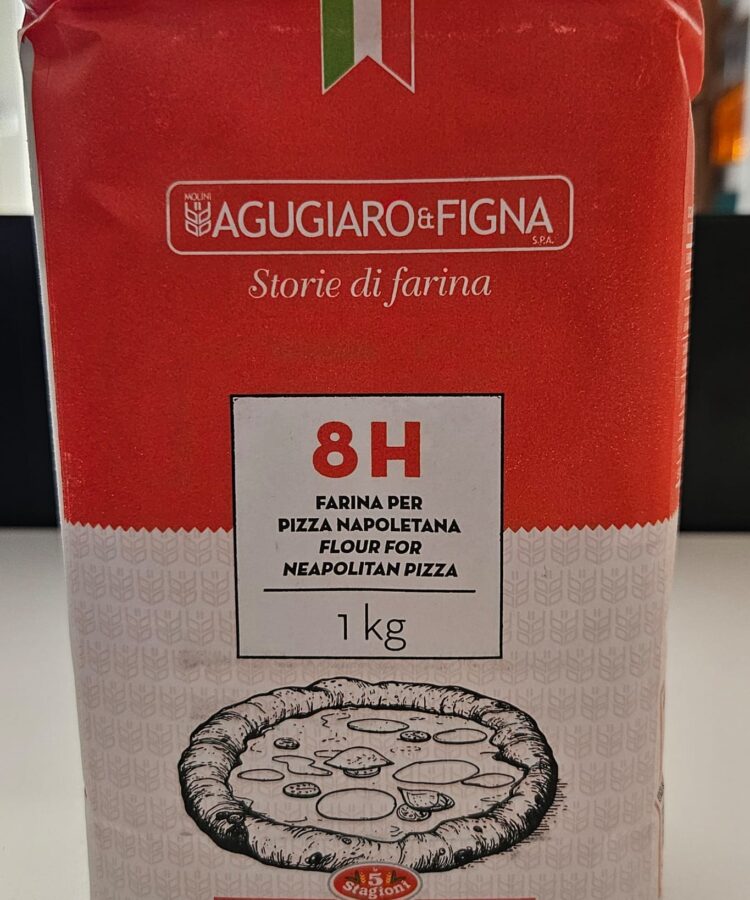 MOLINI
AGUGIARO&FIGNA
S.P.A.
Storie di farina
8H
FARINA PER
PIZZA NAPOLETANA
FLOUR FOR
NEAPOLITAN PIZZA
1 kg
le
5
Stagioni